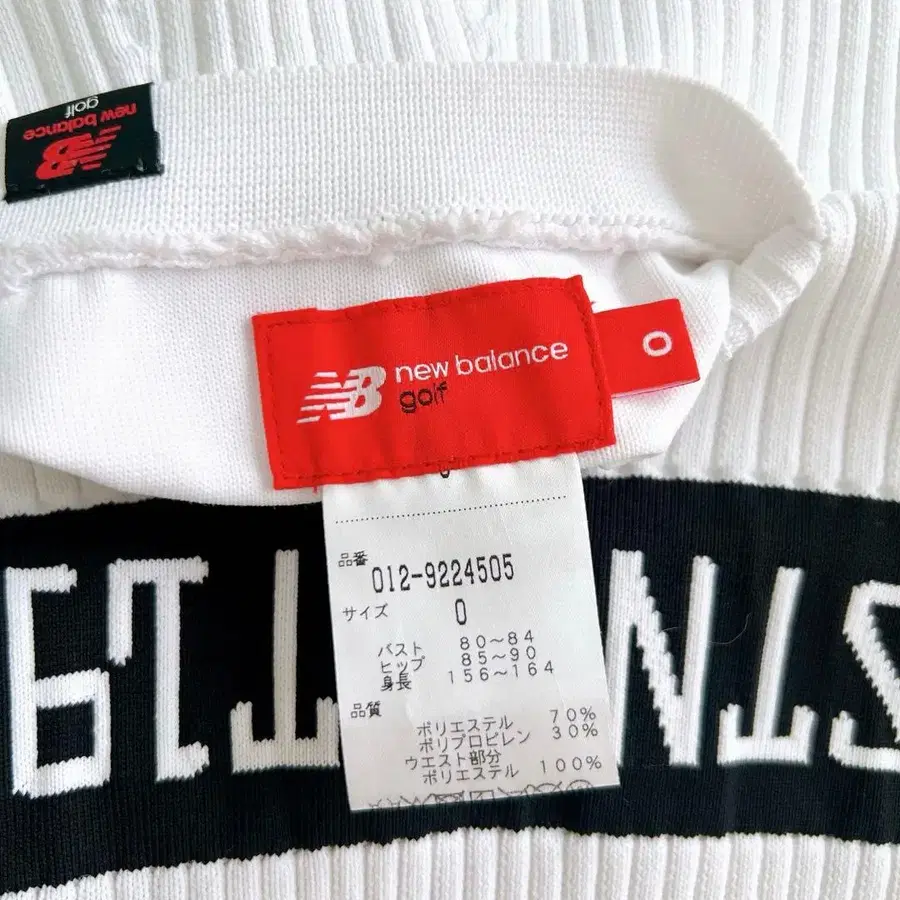 NB
new balance
golf
NB new balance
golf
0
品番
012-9224505
サイズ
0
バスト 80～84
ヒップ 85～90
身長 156～164
品質
ポリエステル 70%
ポリプロピレン 30%
ウエスト部分
ポリエステル 100%